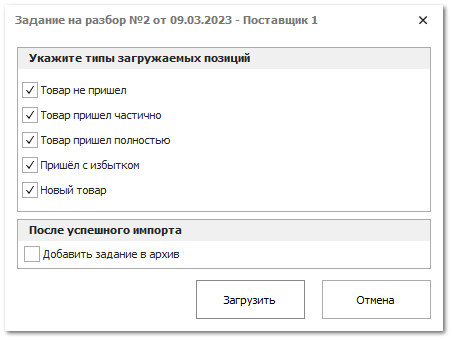 Задание на разбор №2 от 09.03.2023 - Поставщик 1
Укажите типы загружаемых позиций
Товар не пришел
Товар пришел частично
Товар пришел полностью
Пришёл с избытком
Новый товар
После успешного импорта
Добавить задание в архив
Загрузить
Отмена